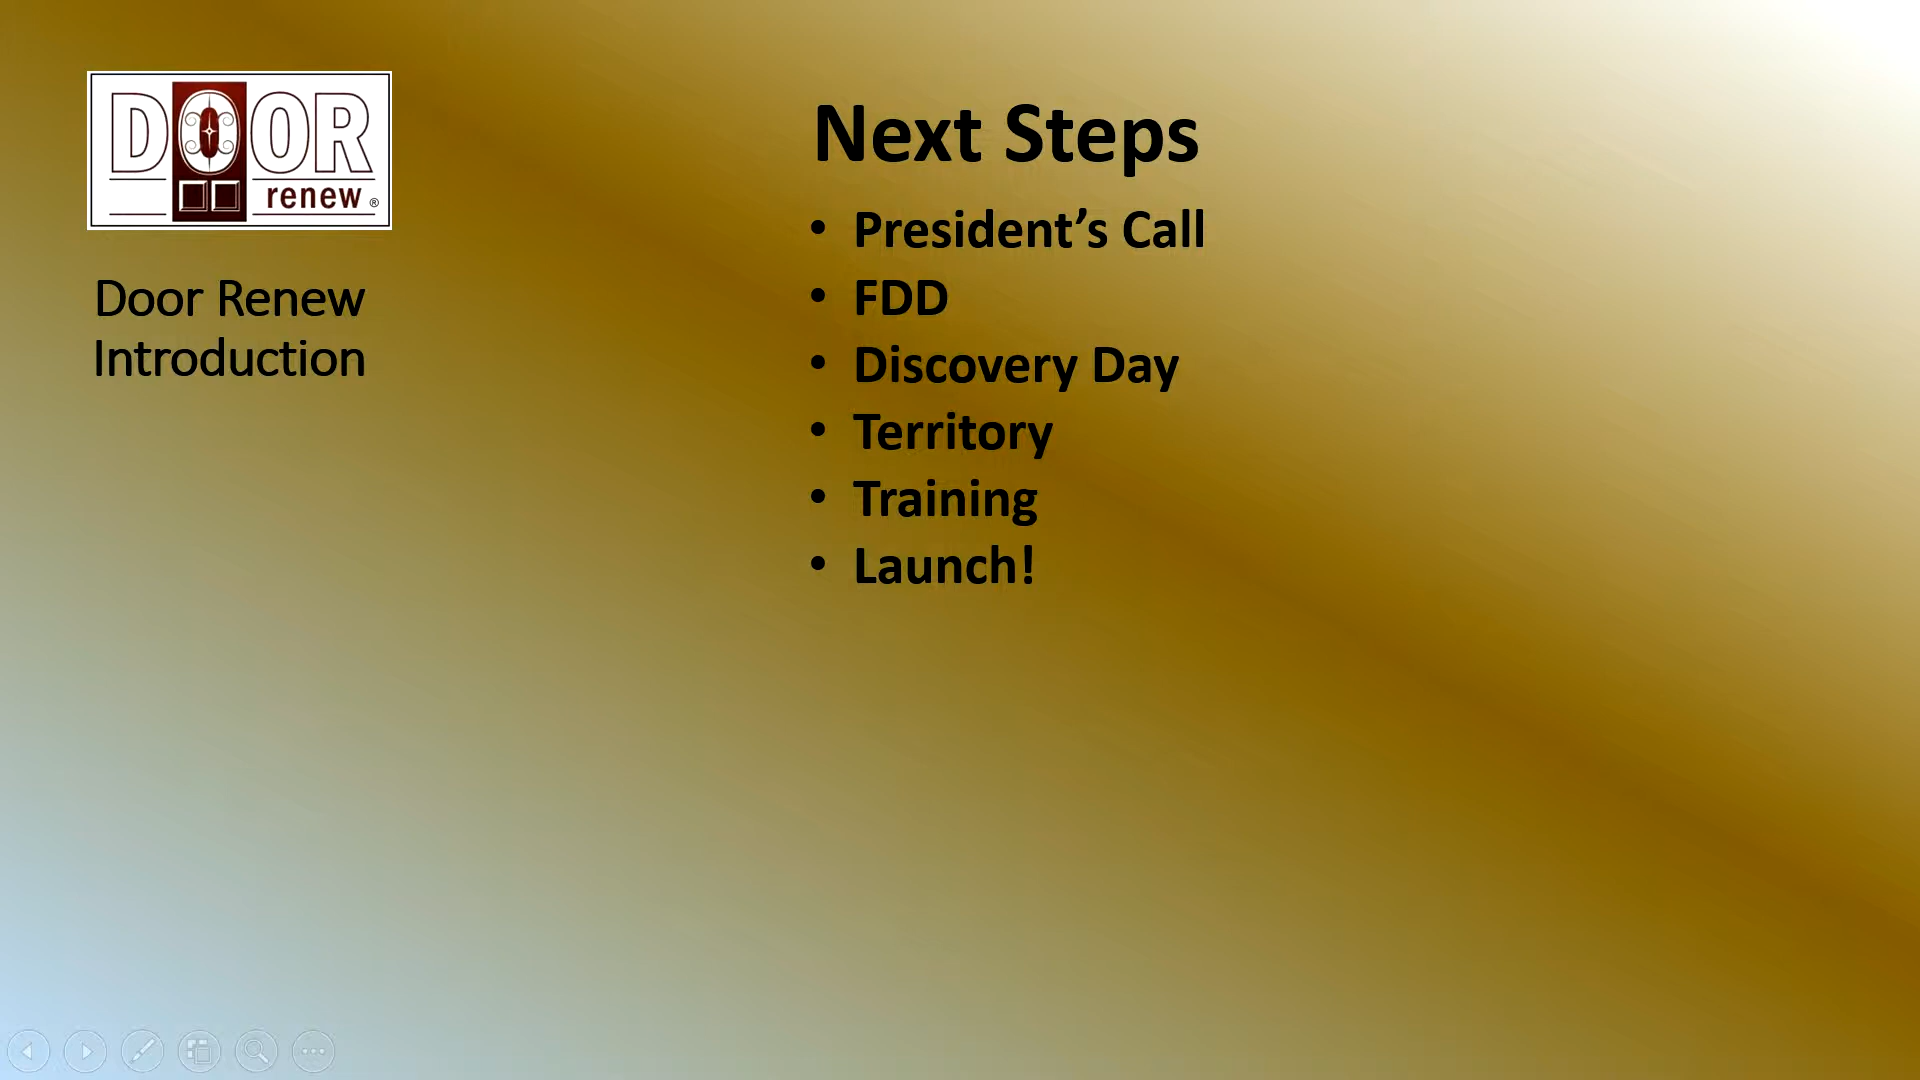 DOOR
renew ®
Door Renew
Introduction
Next Steps
• President’s Call
• FDD
• Discovery Day
• Territory
• Training
• Launch!